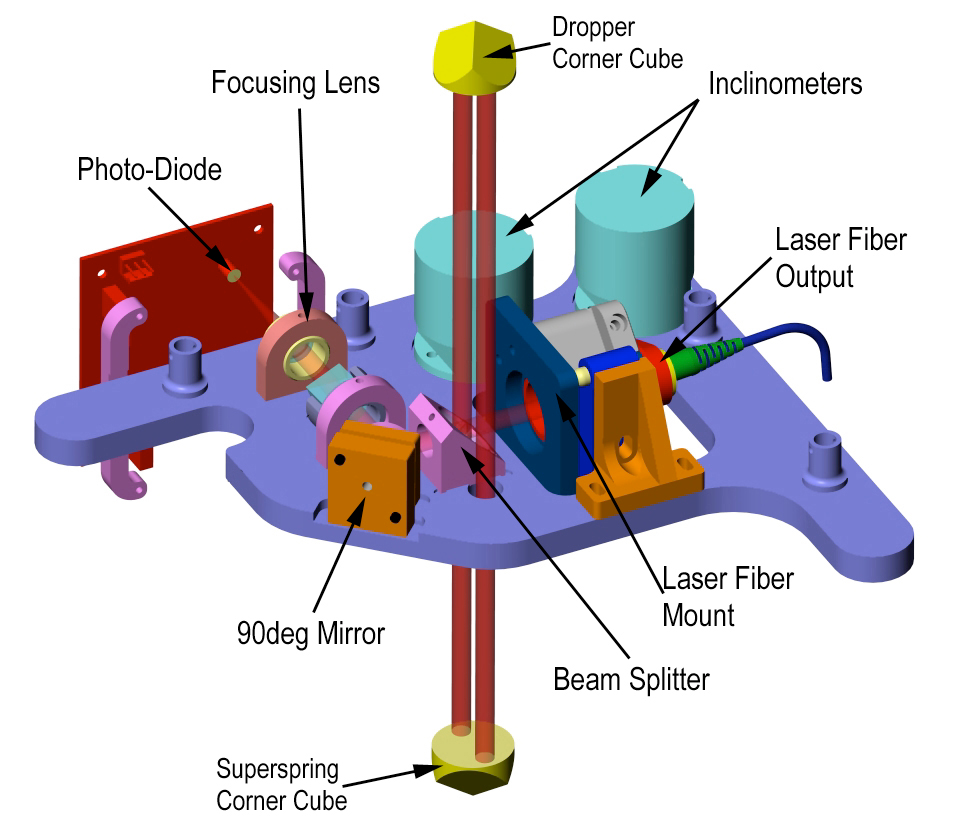 Dropper
Corner Cube
Focusing Lens
Inclinometers
Photo-Diode
Laser Fiber
Output
Laser Fiber
Mount
90deg Mirror
Beam Splitter
Superspring
Corner Cube